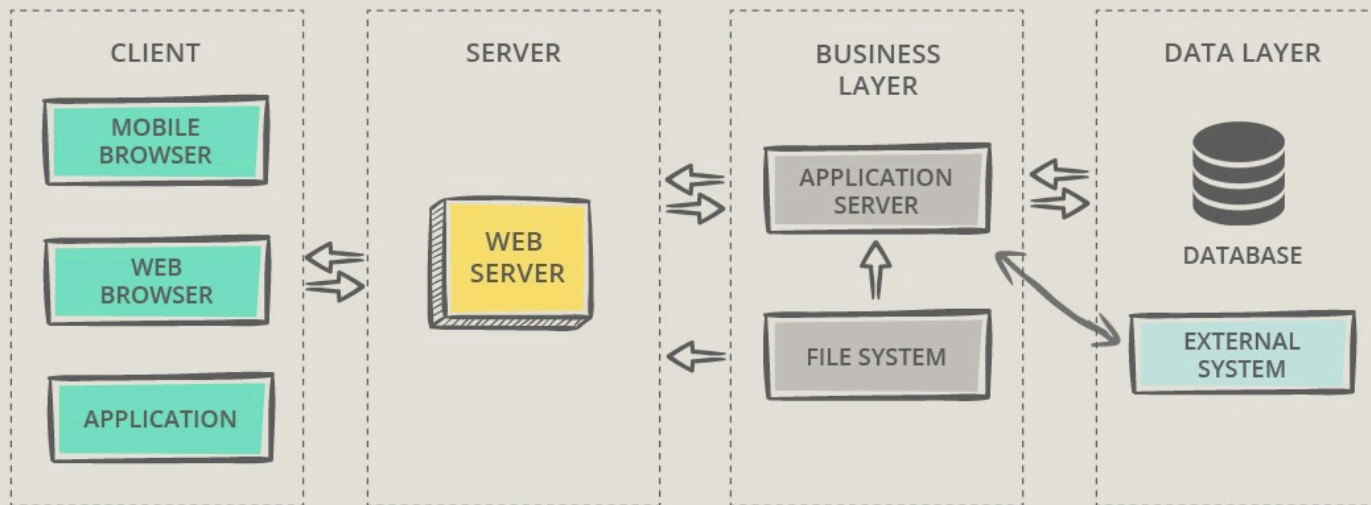 CLIENT
MOBILE
BROWSER
WEB
BROWSER
APPLICATION
SERVER
WEB
SERVER
BUSINESS
LAYER
APPLICATION
SERVER
FILE SYSTEM
DATA LAYER
DATABASE
EXTERNAL
SYSTEM